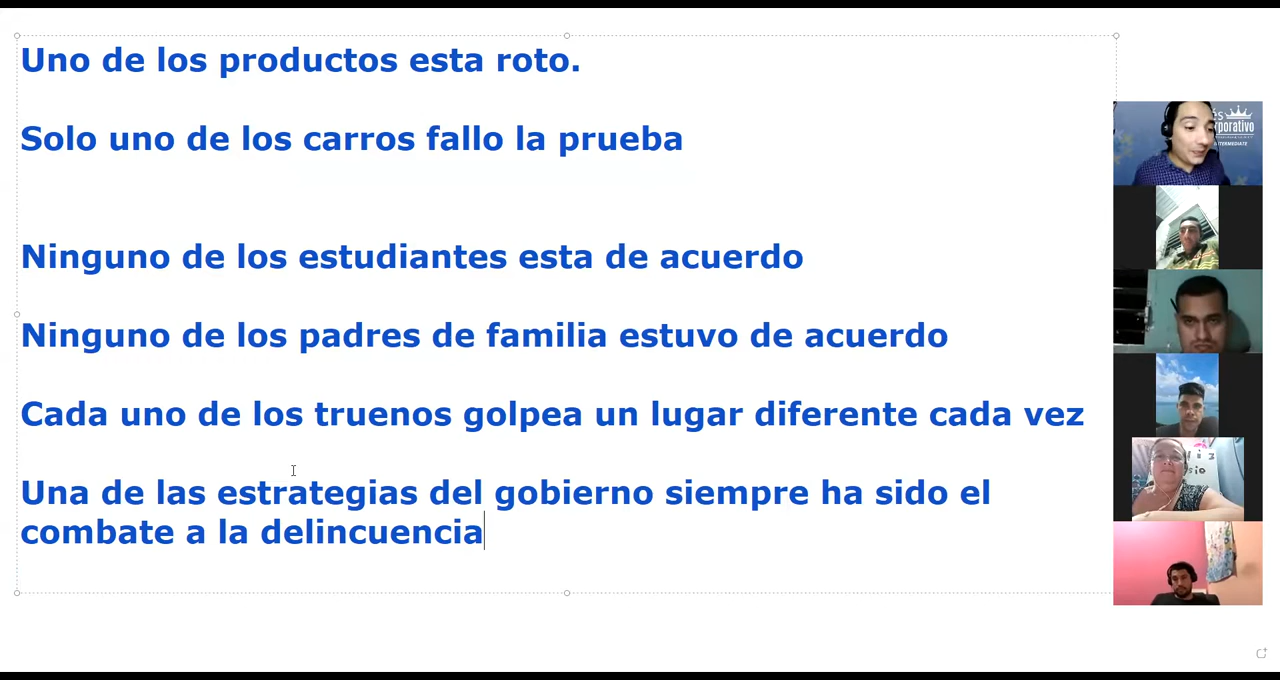 Uno de los productos esta roto.
Solo uno de los carros fallo la prueba
Ninguno de los estudiantes esta de acuerdo
Ninguno de los padres de familia estuvo de acuerdo
Cada uno de los truenos golpea un lugar diferente cada vez
Una de las estrategias del gobierno siempre ha sido el
combate a la delincuencia